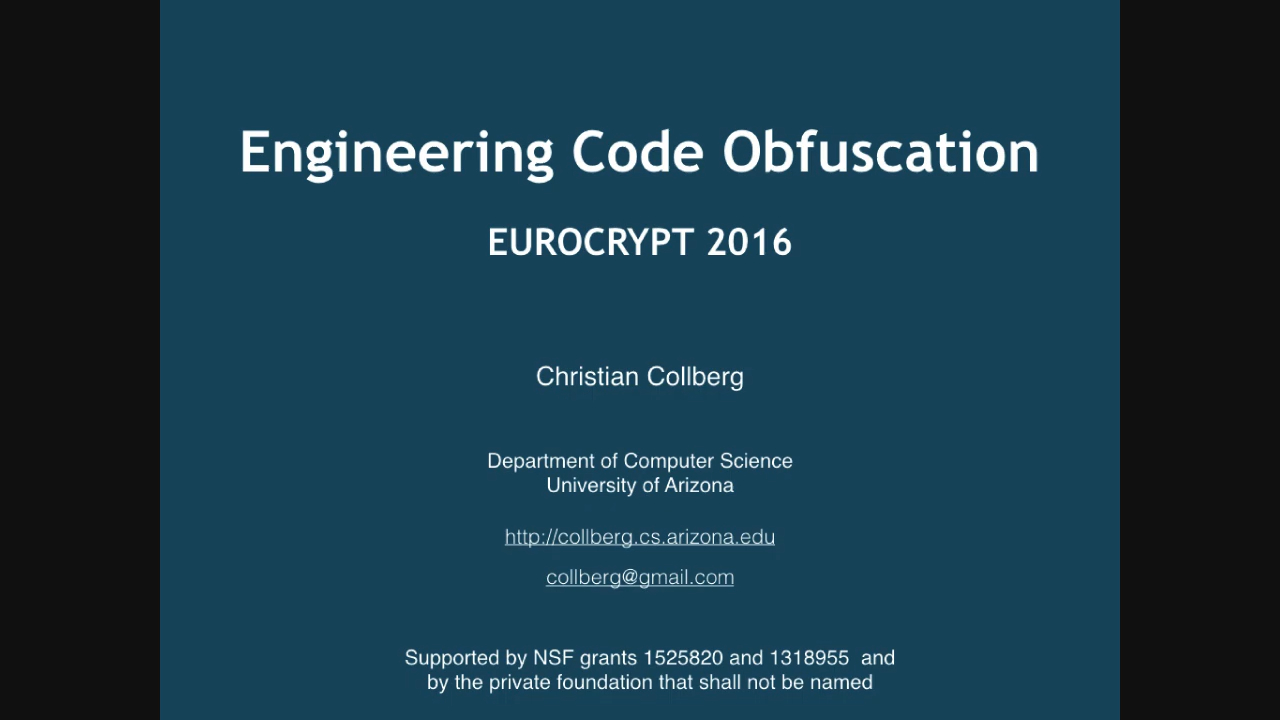 Engineering Code Obfuscation
EUROCRYPT 2016
Christian Collberg
Department of Computer Science
University of Arizona
http://collberg.cs.arizona.edu
collberg@gmail.com
Supported by NSF grants 1525820 and 1318955 and
by the private foundation that shall not be named